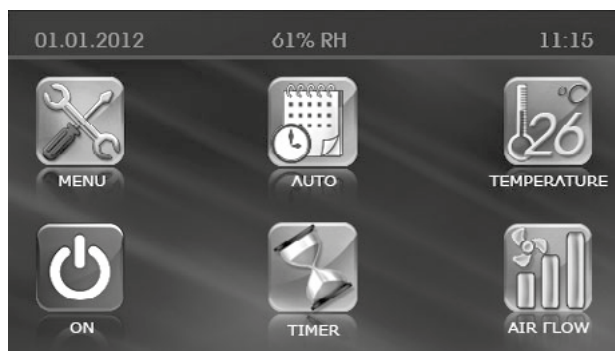 01.01.2012 61% RH 11:15
°C
26
MENU AUTO TEMPERATURE
ON TIMER AIR FLOW